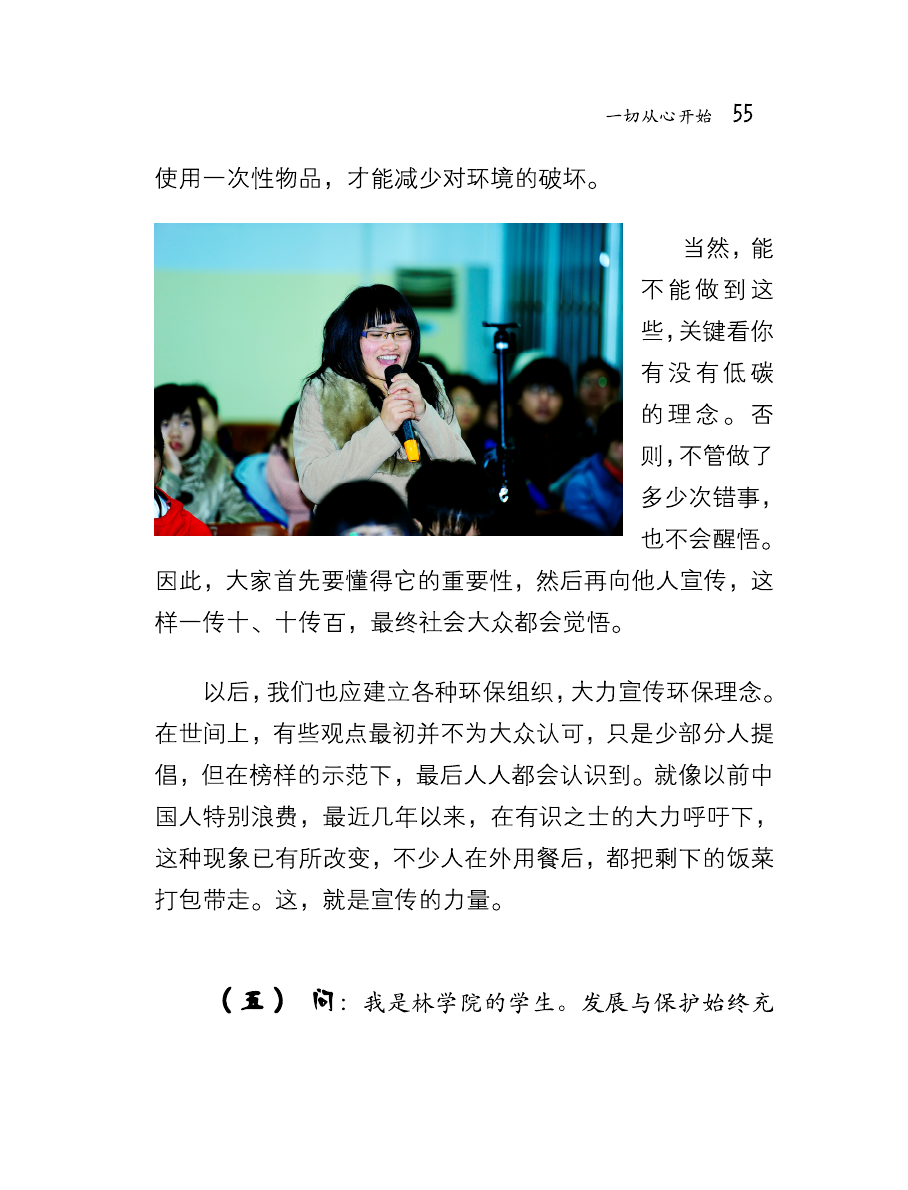 一切从心开始 55
使用一次性物品，才能减少对环境的破坏。
当然，能
不能做到这
些，关键看你
有没有低碳
的理念。否
则，不管做了
多少次错事，
也不会醒悟。
因此，大家首先要懂得它的重要性，然后再向他人宣传，这
样一传十、十传百，最终社会大众都会觉悟。
以后，我们也应建立各种环保组织，大力宣传环保理念。
在世间上，有些观点最初并不为大众认可，只是少部分人提
倡，但在榜样的示范下，最后人人都会认识到。就像以前中
国人特别浪费，最近几年以来，在有识之士的大力呼吁下，
这种现象已有所改变，不少人在外用餐后，都把剩下的饭菜
打包带走。这，就是宣传的力量。
（五） 问：我是林学院的学生。发展与保护始终充